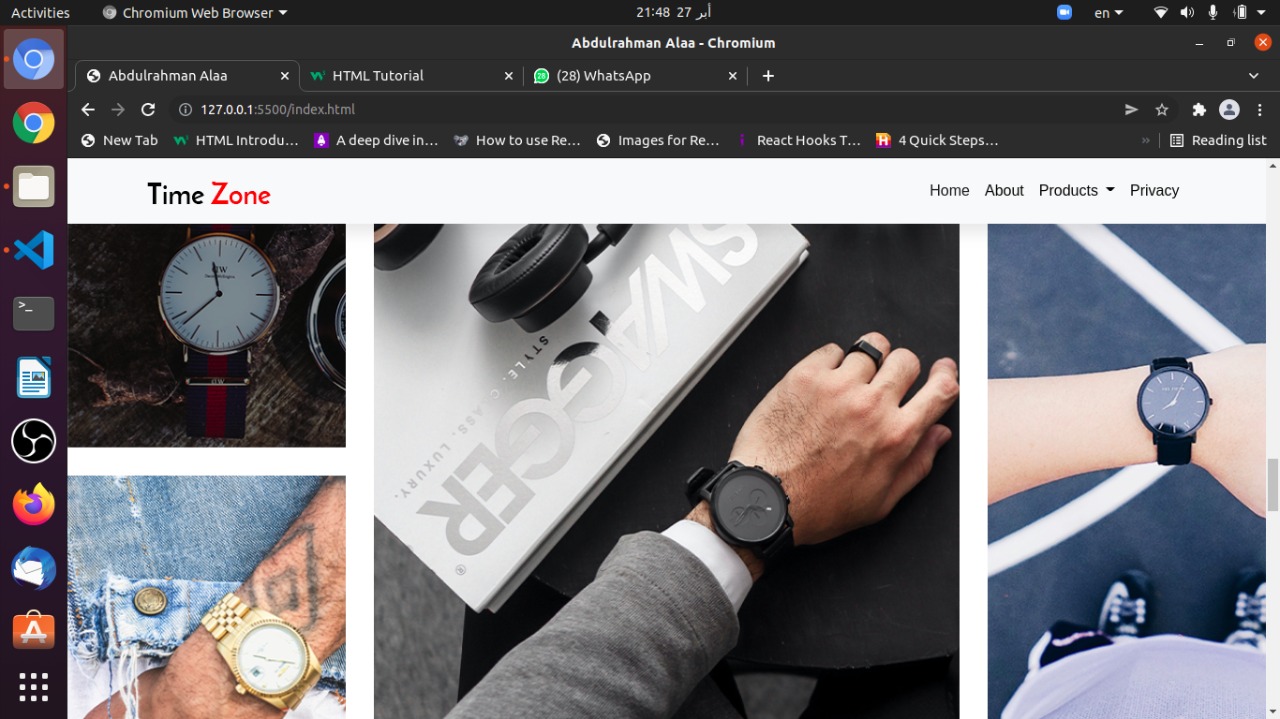 Activities
Chromium Web Browser
21:48 27 أبر
en
Abdulrahman Alaa - Chromium
Abdulrahman Alaa
HTML Tutorial
28
(28) WhatsApp
127.0.0.1:5500/index.html
New Tab
HTML Introdu…
A deep dive in…
How to use Re…
Images for Re…
React Hooks T…
4 Quick Steps…
»
Reading list
Time Zone
Home
About
Products
Privacy
SWAGGER
STYLE. CLASS. LUXURY.
®